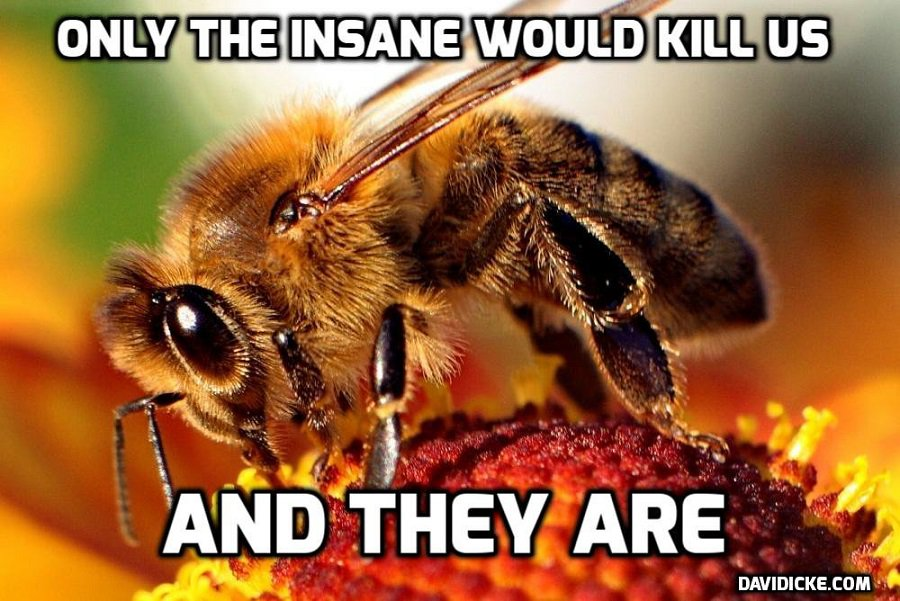 ONLY THE INSANE WOULD KILL US
AND THEY ARE
DAVIDICKE.COM